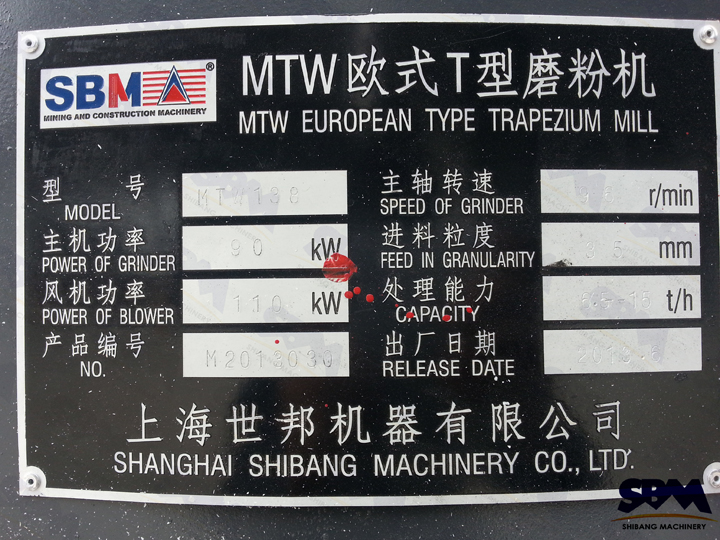 SBM®
MINING AND CONSTRUCTION MACHINERY
MTW欧式T型磨粉机
MTW EUROPEAN TYPE TRAPEZIUM MILL
型 号
MODEL
主轴转速
SPEED OF GRINDER
r/min
主机功率
POWER OF GRINDER
90 kW
进料粒度
FEED IN GRANULARITY
35 mm
风机功率
POWER OF BLOWER
110 kW
处理能力
CAPACITY
t/h
产品编号
NO.
M2013030
出厂日期
RELEASE DATE
上海世邦机器有限公司
SHANGHAI SHIBANG MACHINERY CO., LTD.
SBM
SHIBANG MACHINERY